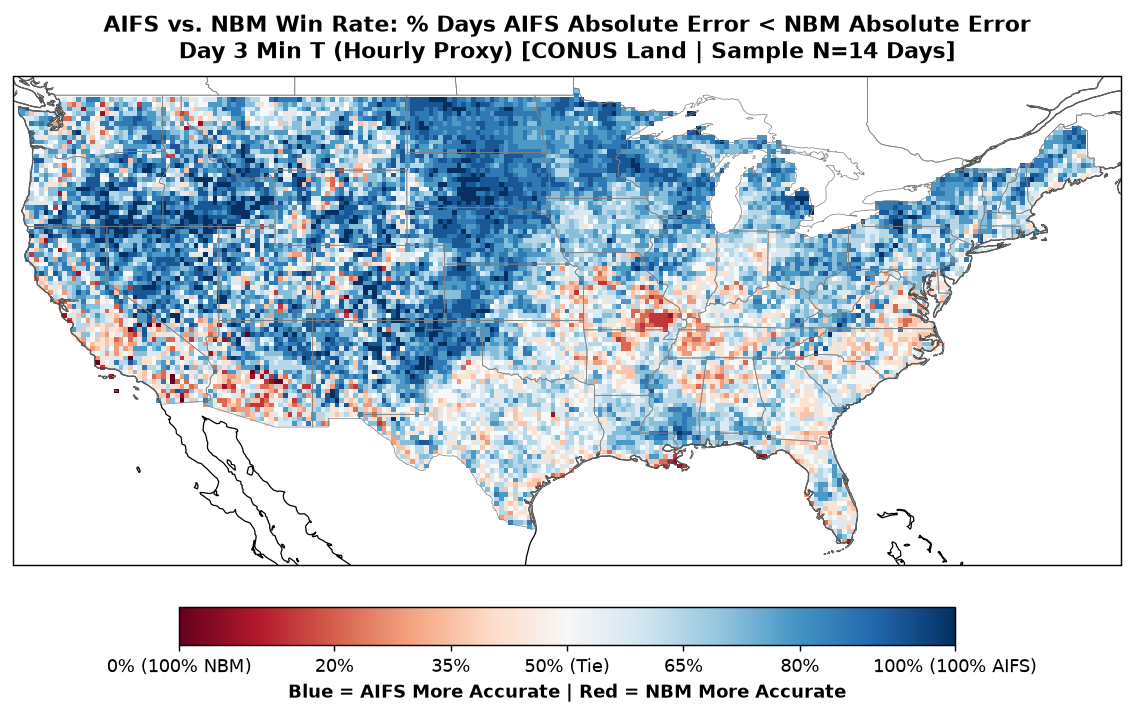 AIFS vs. NBM Win Rate: % Days AIFS Absolute Error < NBM Absolute Error
Day 3 Min T (Hourly Proxy) [CONUS Land | Sample N=14 Days]
0% (100% NBM) 20% 35% 50% (Tie) 65% 80% 100% (100% AIFS)
Blue = AIFS More Accurate | Red = NBM More Accurate